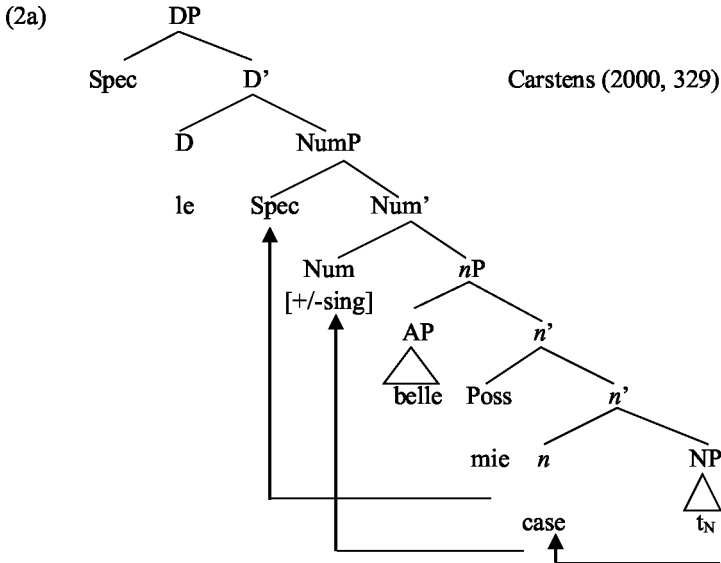 (2a) DP
Spec D’ Carstens (2000, 329)
D NumP
le Spec Num’
Num nP
[+/-sing]
AP n’
belle Poss n’
mie n NP
case tN